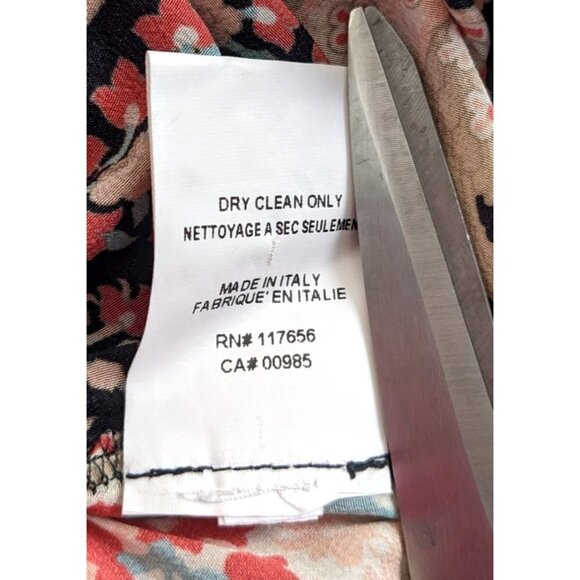 DRY CLEAN ONLY
NETTOYAGE A SEC SEULEMEN
MADE IN ITALY
FABRIQUE' EN ITALIE
RN# 117656
CA# 00985